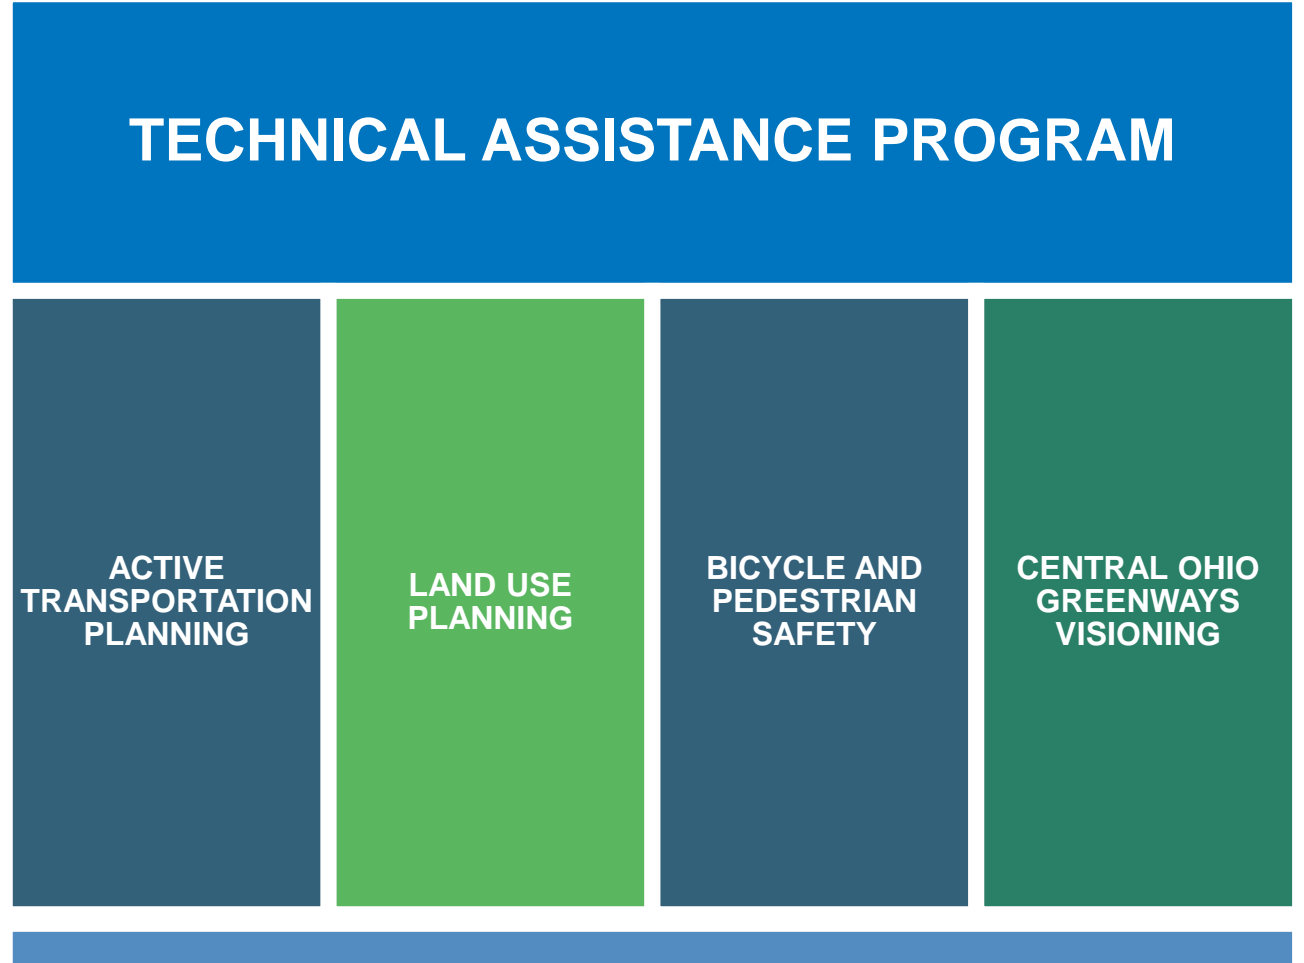 TECHNICAL ASSISTANCE PROGRAM
ACTIVE
TRANSPORTATION
PLANNING
LAND USE
PLANNING
BICYCLE AND
PEDESTRIAN
SAFETY
CENTRAL OHIO
GREENWAYS
VISIONING